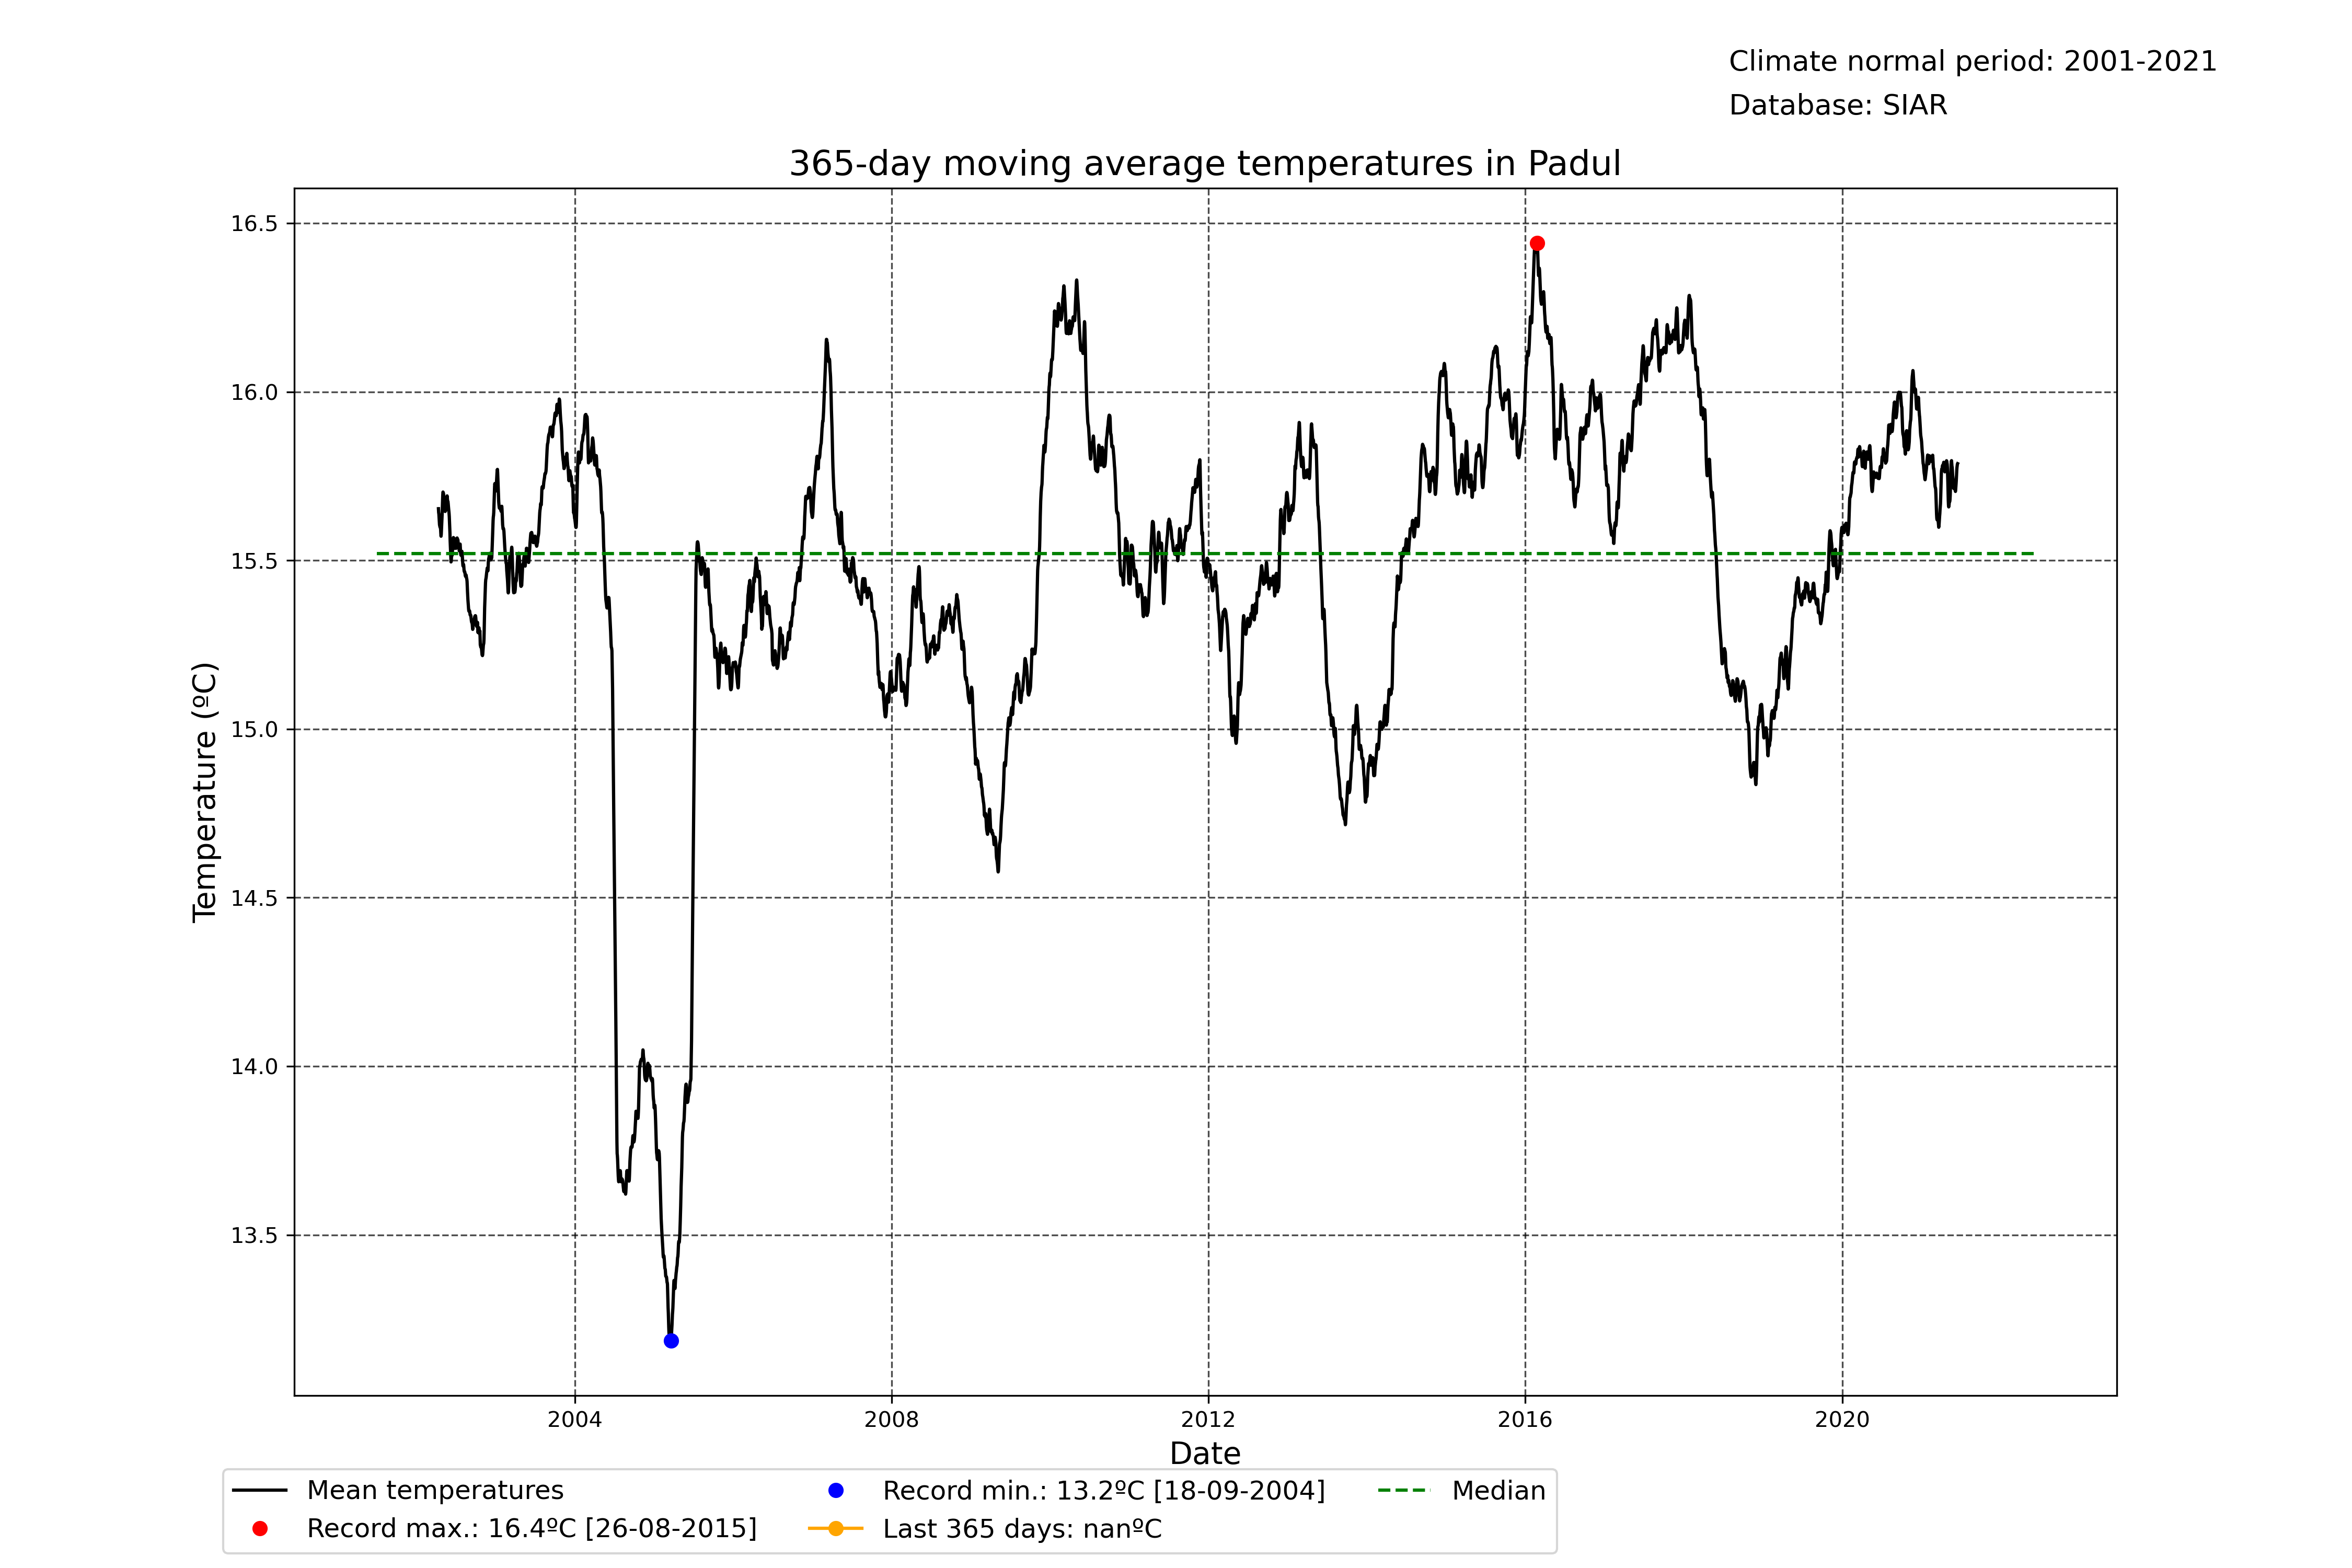 Climate normal period: 2001-2021
Database: SIAR
365-day moving average temperatures in Padul
16.5
16.0
15.5
15.0
14.5
14.0
13.5
Temperature (ºC)
2004 2008 2012 2016 2020
Date
Mean temperatures
Record max.: 16.4ºC [26-08-2015]
Record min.: 13.2ºC [18-09-2004]
Last 365 days: nanºC
Median